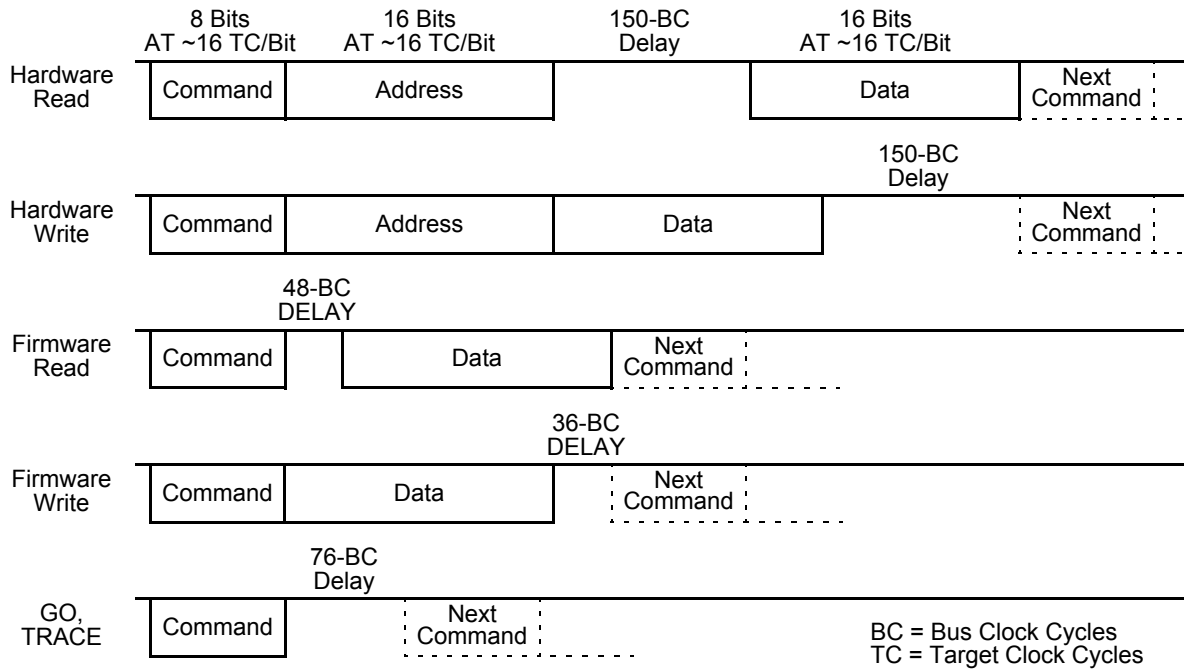 8 Bits
AT ~16 TC/Bit
16 Bits
AT ~16 TC/Bit
150-BC
Delay
16 Bits
AT ~16 TC/Bit
Hardware
Read
Command
Address
Data
Next
Command
150-BC
Delay
Hardware
Write
Command
Address
Data
Next
Command
48-BC
DELAY
Firmware
Read
Command
Data
Next
Command
36-BC
DELAY
Firmware
Write
Command
Data
Next
Command
76-BC
Delay
GO,
TRACE
Command
Next
Command
BC = Bus Clock Cycles
TC = Target Clock Cycles